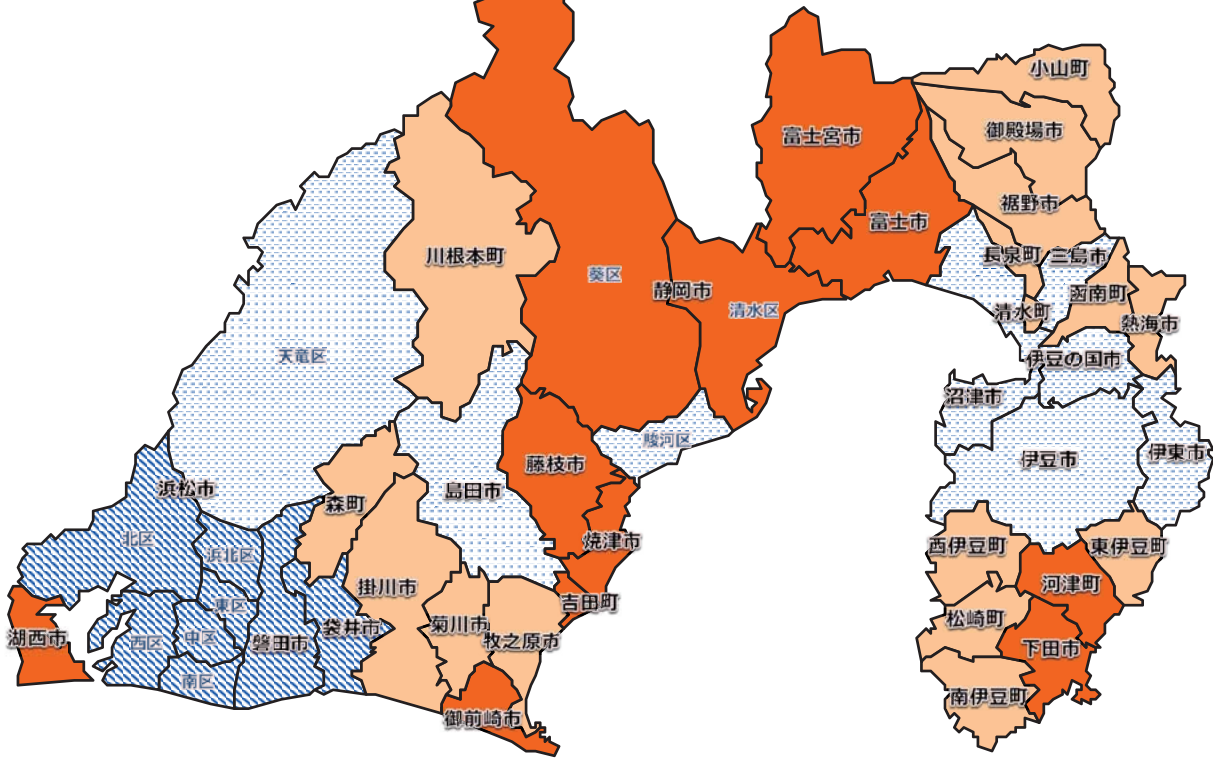 小山町
御殿場市
富士宮市
裾野市
富士市
川根本町
長泉町
三島市
葵区
静岡市
函南町
清水区
清水町
熱海市
天竜区
伊豆の国市
沼津市
駿河区
伊豆市
伊東市
藤枝市
浜松市
島田市
森町
北区
焼津市
西伊豆町
東伊豆町
浜北区
掛川市
河津町
東区
吉田町
松崎町
菊川市
袋井市
湖西市
西区
中区
磐田市
牧之原市
下田市
南区
南伊豆町
御前崎市